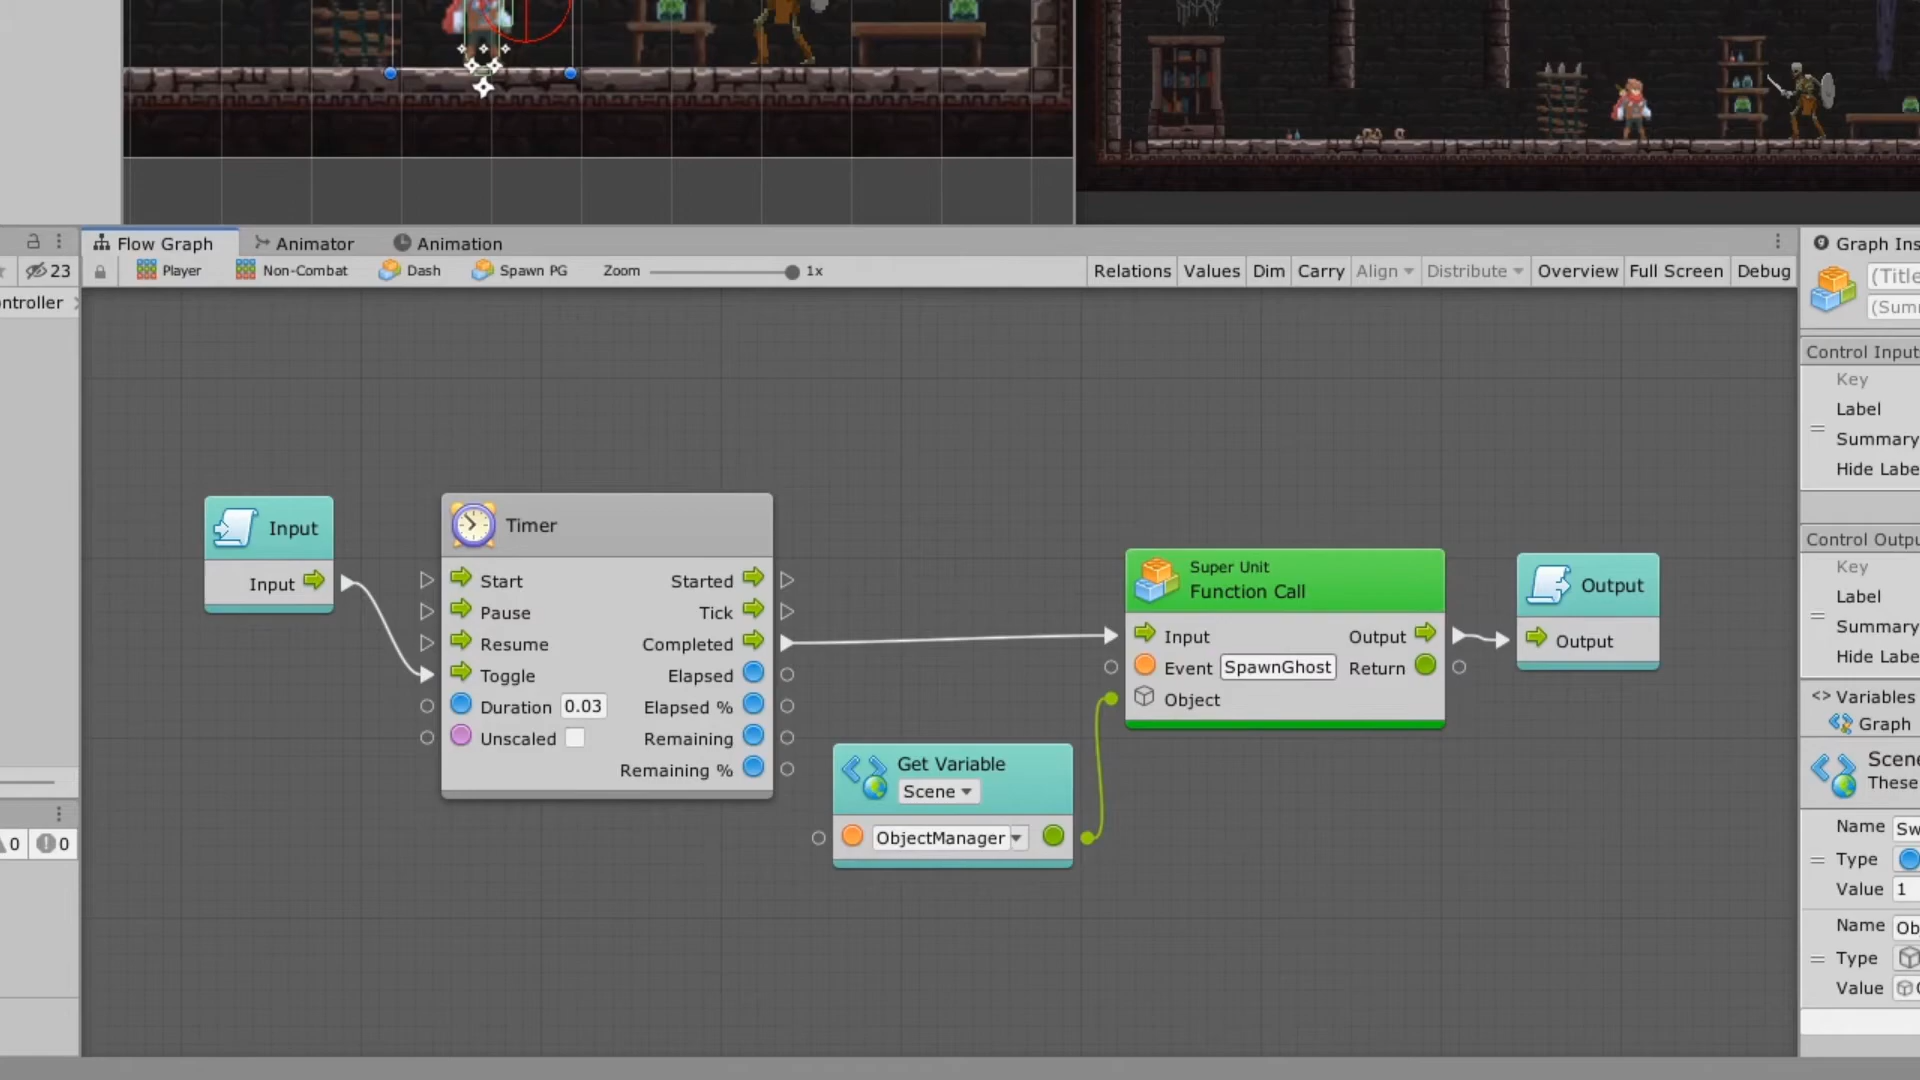 Flow Graph Animator Animation
23 Player Non-Combat Dash Spawn PG Zoom 1x Relations Values Dim Carry Align Distribute Overview Full Screen Debug
ntroller
Graph Ins
(Title
(Sum
Control Input
Key
Label
Summary
Hide Labe
Control Outpu
Key
Label
Summary
Hide Labe
<> Variables
Graph
Scene
These
Name Sw
Type
Value 1
Name Ob
Type
Value
0 0
Input
Input
Timer
Start Started
Pause Tick
Resume Completed
Toggle Elapsed
Duration 0.03 Elapsed %
Unscaled Remaining
Remaining %
Get Variable
Scene
ObjectManager
Super Unit
Function Call
Input Output
Event SpawnGhost Return
Object
Output
Output